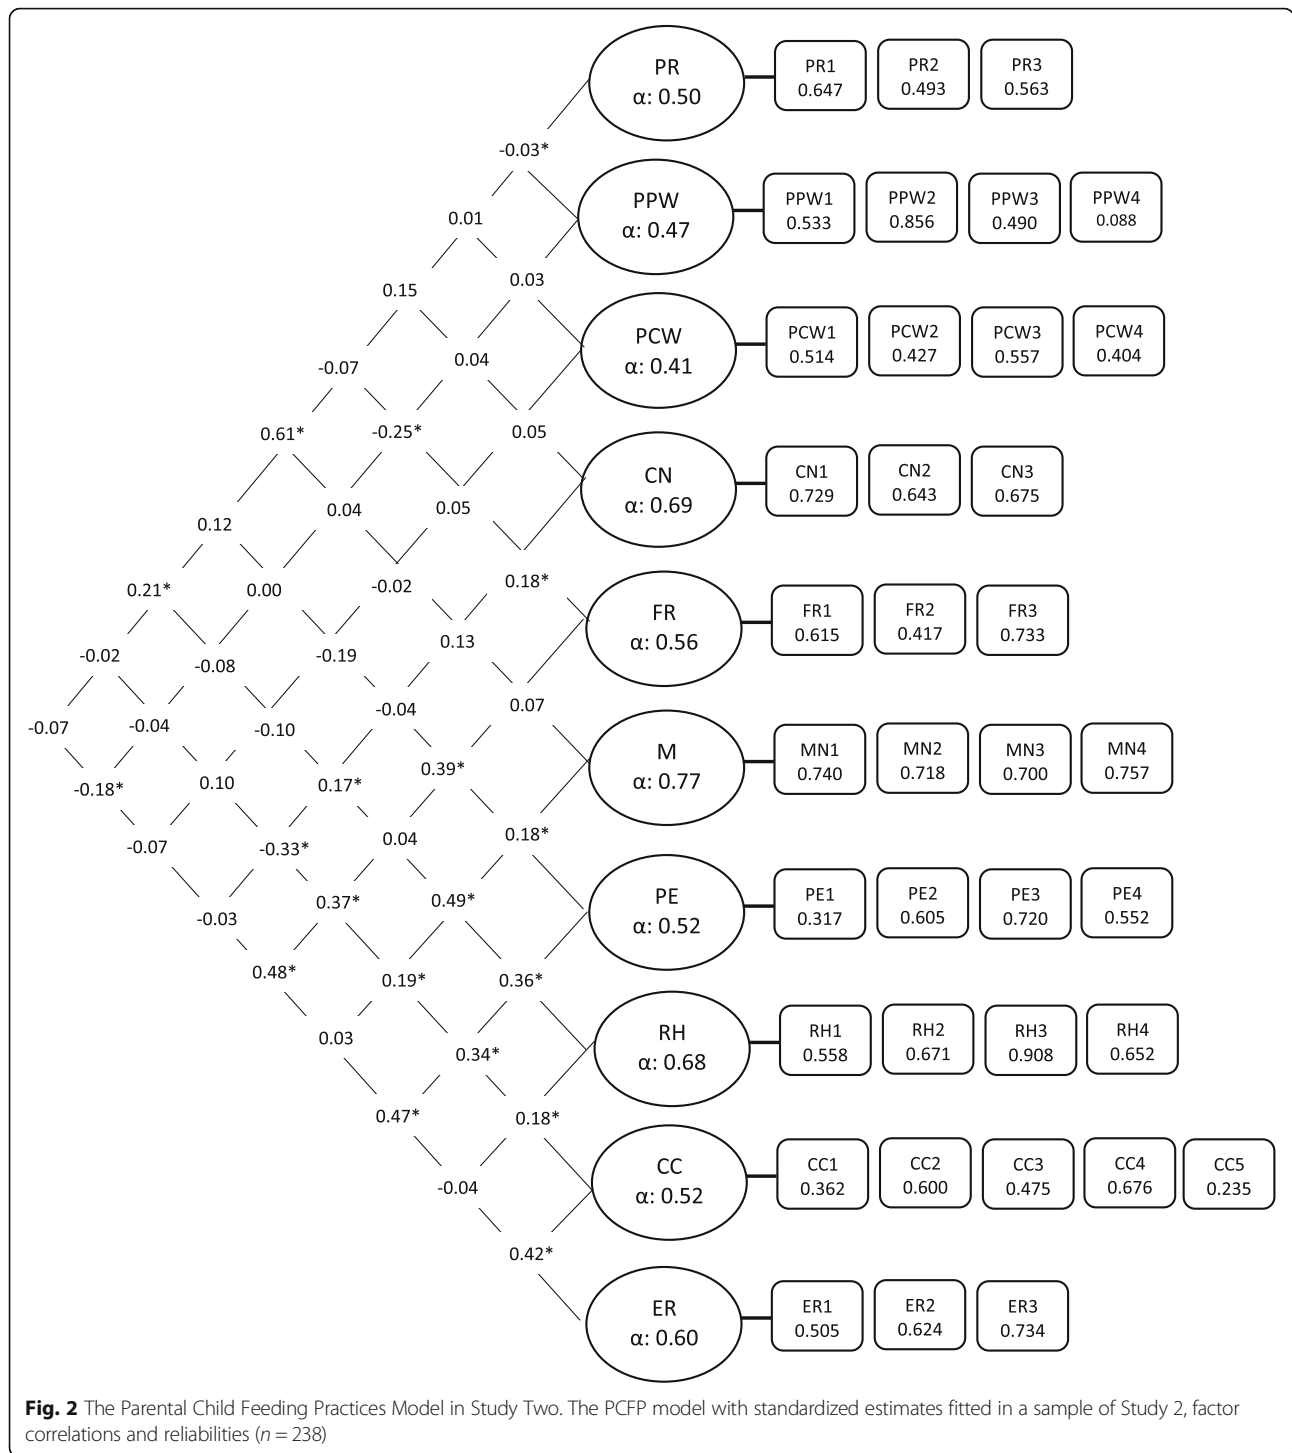 PR
α: 0.50
PR1
0.647
PR2
0.493
PR3
0.563
-0.03*
PPW
α: 0.47
PPW1
0.533
PPW2
0.856
PPW3
0.490
PPW4
0.088
0.01
0.03
0.15
PCW
α: 0.41
PCW1
0.514
PCW2
0.427
PCW3
0.557
PCW4
0.404
-0.07
0.04
0.61*
-0.25*
0.05
CN
α: 0.69
CN1
0.729
CN2
0.643
CN3
0.675
0.12
0.04
0.05
0.21*
0.00
-0.02
0.18*
FR
α: 0.56
FR1
0.615
FR2
0.417
FR3
0.733
-0.02
-0.08
-0.19
0.13
-0.07
-0.04
-0.10
-0.04
0.07
M
α: 0.77
MN1
0.740
MN2
0.718
MN3
0.700
MN4
0.757
-0.18*
0.10
0.17*
0.39*
-0.07
-0.33*
0.04
0.18*
PE
α: 0.52
PE1
0.317
PE2
0.605
PE3
0.720
PE4
0.552
-0.03
0.37*
0.49*
0.48*
0.19*
0.36*
RH
α: 0.68
RH1
0.558
RH2
0.671
RH3
0.908
RH4
0.652
0.03
0.34*
0.47*
0.18*
CC
α: 0.52
CC1
0.362
CC2
0.600
CC3
0.475
CC4
0.676
CC5
0.235
-0.04
0.42*
ER
α: 0.60
ER1
0.505
ER2
0.624
ER3
0.734
Fig. 2 The Parental Child Feeding Practices Model in Study Two. The PCFP model with standardized estimates fitted in a sample of Study 2, factor
correlations and reliabilities (n = 238)